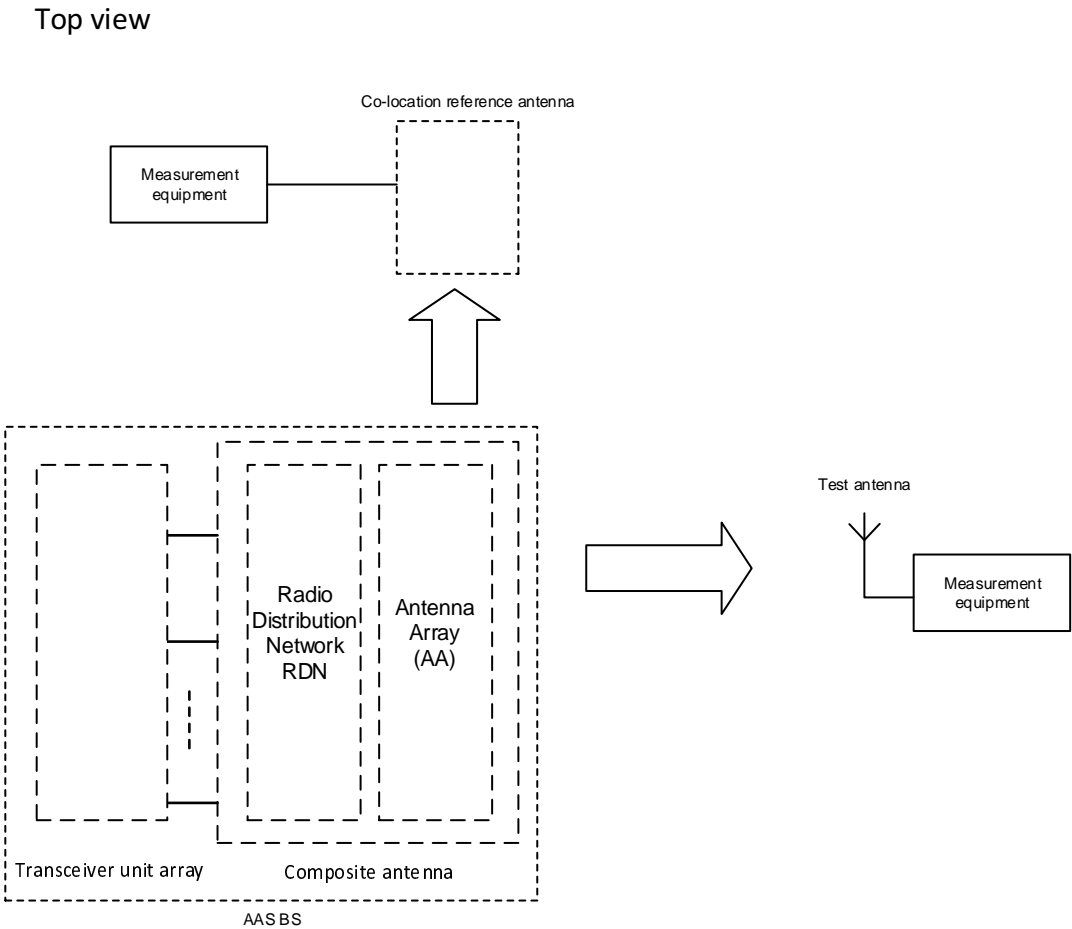 Top view
Co-location reference antenna
Measurement
equipment
Test antenna
Measurement
equipment
Radio
Distribution
Network
RDN
Antenna
Array
(AA)
Transceiver unit array
Composite antenna
AAS BS